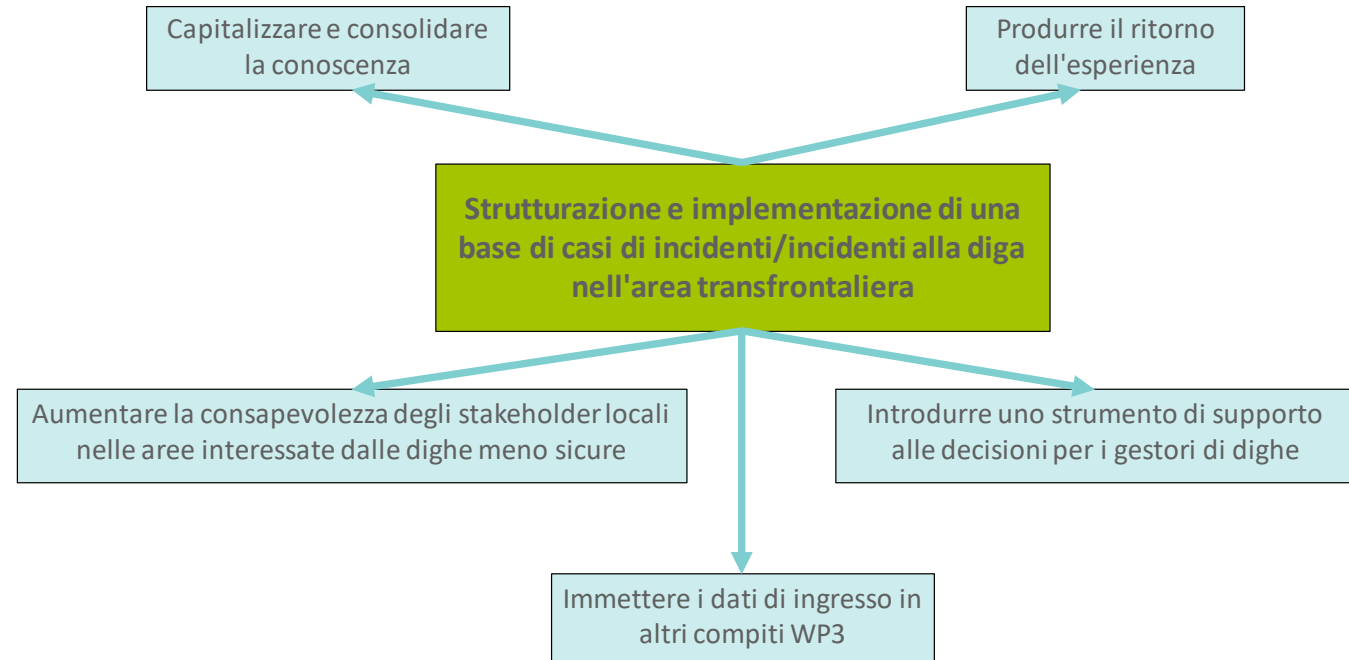 Capitalizzare e consolidare
la conoscenza
Produrre il ritorno
dell'esperienza
Strutturazione e implementazione di una
base di casi di incidenti/incidenti alla diga
nell'area transfrontaliera
Aumentare la consapevolezza degli stakeholder locali
nelle aree interessate dalle dighe meno sicure
Introdurre uno strumento di supporto
alle decisioni per i gestori di dighe
Immettere i dati di ingresso in
altri compiti WP3